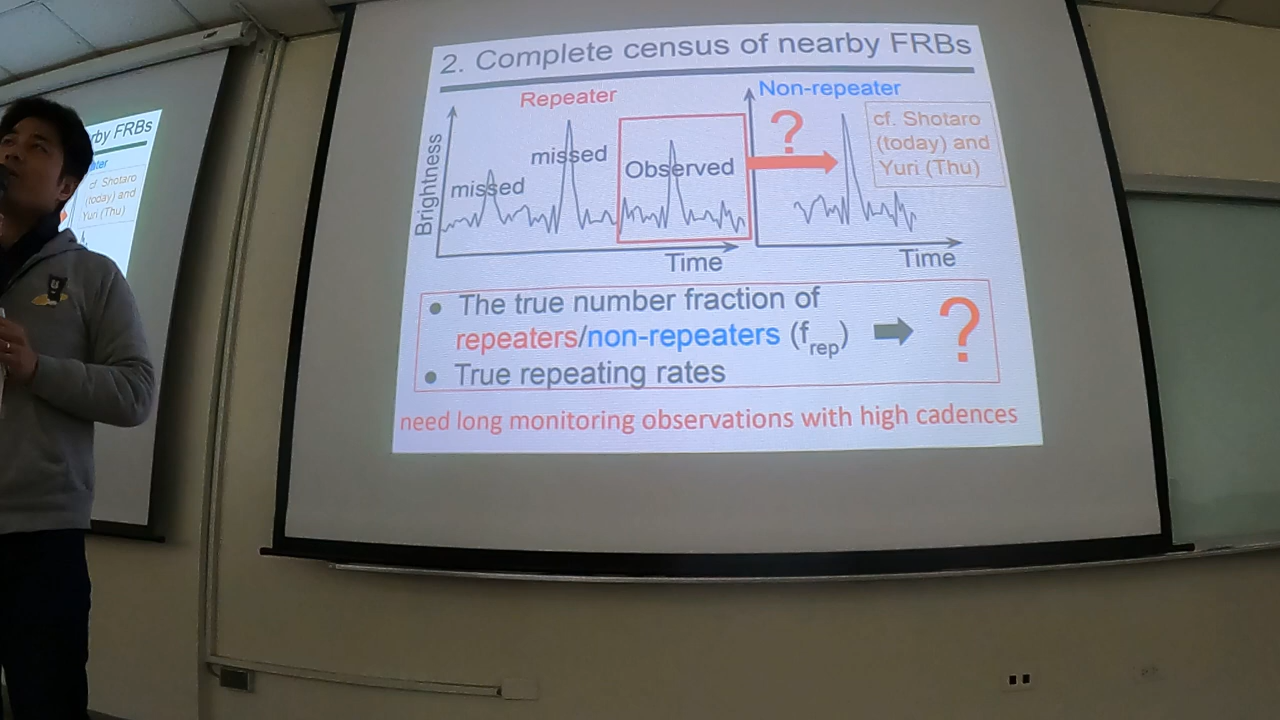 2. Complete census of nearby FRBs
Repeater
Brightness
missed
missed
Observed
Time
Non-repeater
?
cf. Shotaro
(today) and
Yuri (Thu)
Time
● The true number fraction of
repeaters/non-repeaters (frep)
● True repeating rates
?
need long monitoring observations with high cadences
rby FRBs
ater
cf. Shotaro
(today) and
Yuri (Thu)